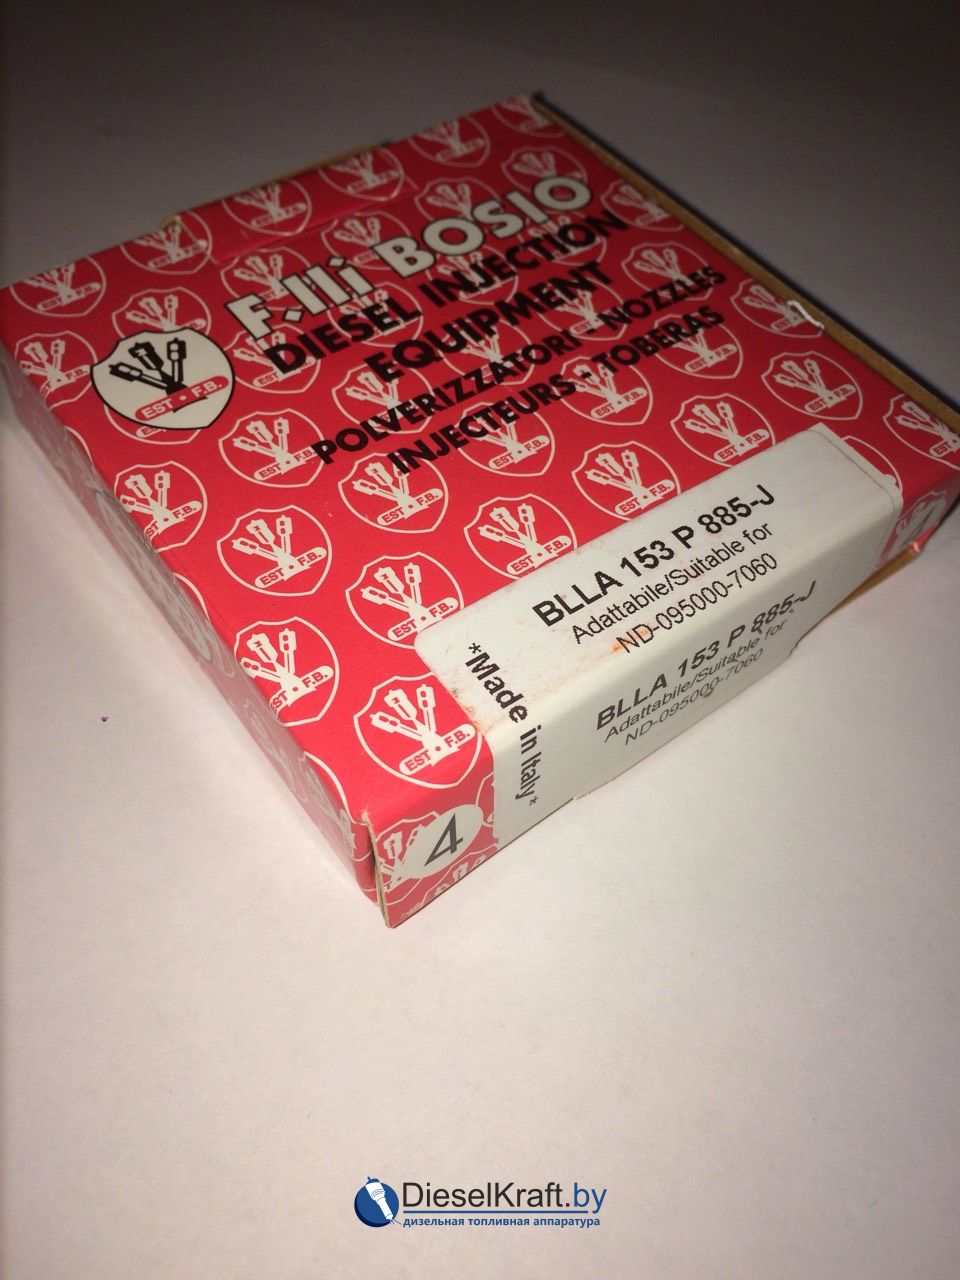 F.lli BOSIO
DIESEL INJECTION
EQUIPMENT
POLVERIZZATORI - NOZZLES
INJECTEURS - TOBERAS
EST • F.B.
BLLA 153 P 885-J
Adattabile/Suitable for
ND-095000-7060
*Made in Italy*
BLLA 153 P 885-J
Adattabile/Suitable for
ND-095000-7060
4
DieselKraft.by
дизельная топливная аппаратура